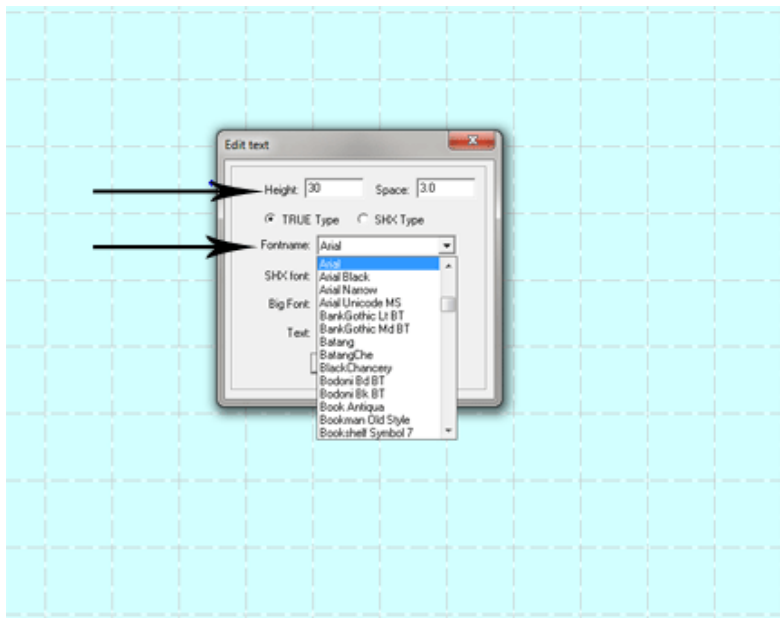 Edit text
Height: 30 Space: 3.0
TRUE Type SHX Type
Fontname: Arial
Arial
SHX font Arial Black
Arial Narrow
Big Font: Arial Unicode MS
BankGothic Lt BT
Text: BankGothic Md BT
Batang
BatangChe
BlackChancery
Bodoni Bd BT
Bodoni Bk BT
Book Antiqua
Bookman Old Style
Bookshelf Symbol 7